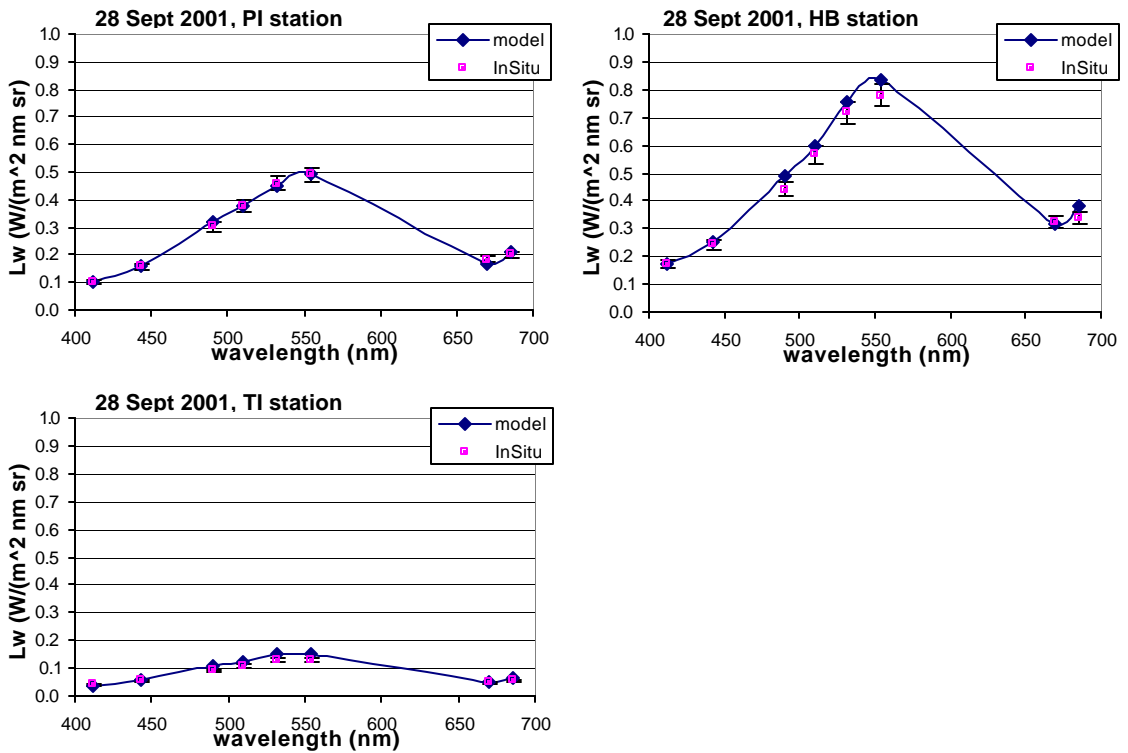 28 Sept 2001, PI station
model
InSitu
1.0
0.9
0.8
0.7
0.6
0.5
0.4
0.3
0.2
0.1
0.0
Lw (W/(m^2 nm sr)
400 450 500 550 600 650 700
wavelength (nm)
28 Sept 2001, HB station
model
InSitu
1.0
0.9
0.8
0.7
0.6
0.5
0.4
0.3
0.2
0.1
0.0
Lw (W/(m^2 nm sr)
400 450 500 550 600 650 700
wavelength (nm)
28 Sept 2001, TI station
model
InSitu
1.0
0.9
0.8
0.7
0.6
0.5
0.4
0.3
0.2
0.1
0.0
Lw (W/(m^2 nm sr)
400 450 500 550 600 650 700
wavelength (nm)